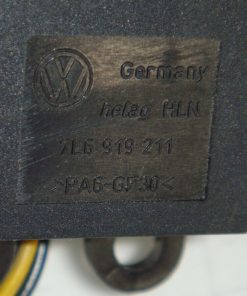 Germany
helag HLN
7L6 919 211
>PA6-GF30<